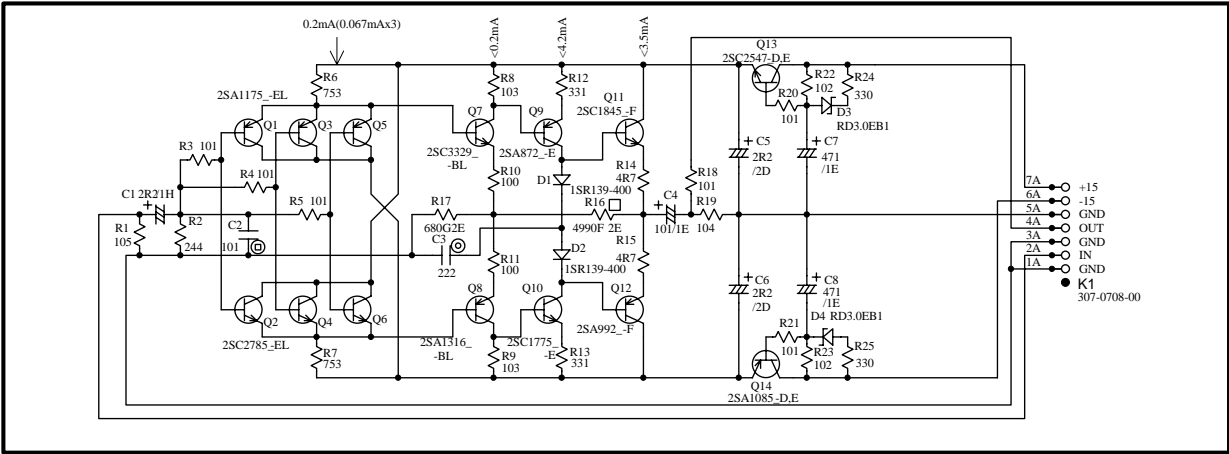 0.2mA(0.067mAx3)
<0.2mA
<4.2mA
<3.5mA
Q13
2SC2547-D,E
R6
753
R8
103
R12
331
Q11
2SC1845_-F
R22
102
R24
330
R20
101
D3
RD3.0EB1
2SA1175_-EL
Q1
Q3
Q5
Q7
2SC3329_
-BL
Q9
2SA872_-E
R3 101
R4 101
R5 101
R10
100
D1
1SR139-400
R14
4R7
R18
101
+ C5
2R2
/2D
+ C7
471
/1E
C1 2R2/1H
+
R1
105
R2
244
C2
101
R17
680G2E
C3
222
R16
4990F 2E
C4
+
101/1E
R19
104
R11
100
D2
1SR139-400
R15
4R7
+ C6
2R2
/2D
+ C8
471
/1E
D4 RD3.0EB1
Q2
2SC2785_-EL
Q4
Q6
Q8
2SA1316_
-BL
Q10
2SC1775_
-E
Q12
2SA992_-F
R7
753
R9
103
R13
331
R21
101
R23
102
R25
330
Q14
2SA1085_-D,E
7A +15
6A -15
5A GND
4A OUT
3A GND
2A IN
1A GND
K1
307-0708-00